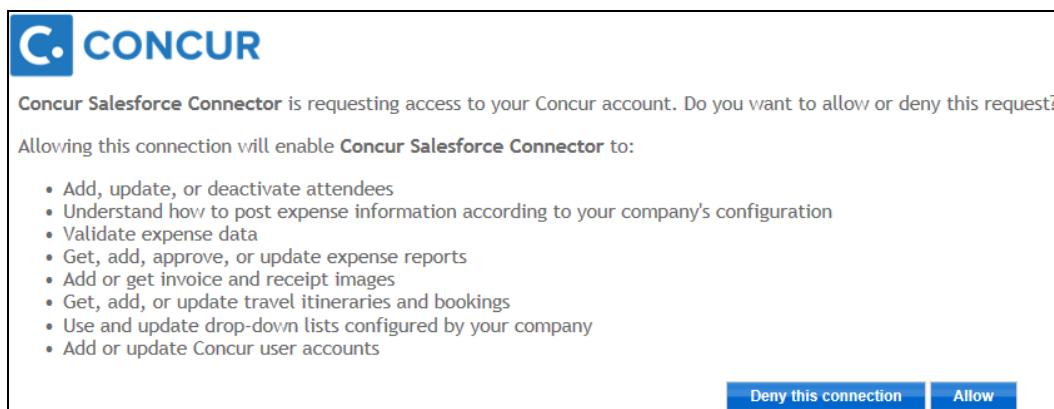 C. CONCUR
Concur Salesforce Connector is requesting access to your Concur account. Do you want to allow or deny this request?
Allowing this connection will enable Concur Salesforce Connector to:
• Add, update, or deactivate attendees
• Understand how to post expense information according to your company's configuration
• Validate expense data
• Get, add, approve, or update expense reports
• Add or get invoice and receipt images
• Get, add, or update travel itineraries and bookings
• Use and update drop-down lists configured by your company
• Add or update Concur user accounts
Deny this connection Allow